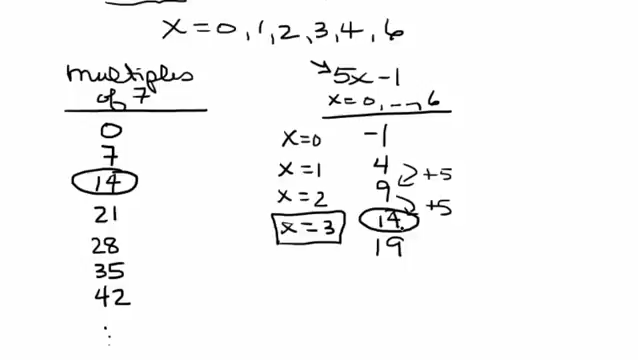 x = 0, 1, 2, 3, 4, 6
multiples
of 7
0
7
14
21
28
35
42
⋮
5x - 1
x = 0, ..., 6
x=0 -1
x = 1 4
x = 2 9
x = 3 14
19
+5
+5